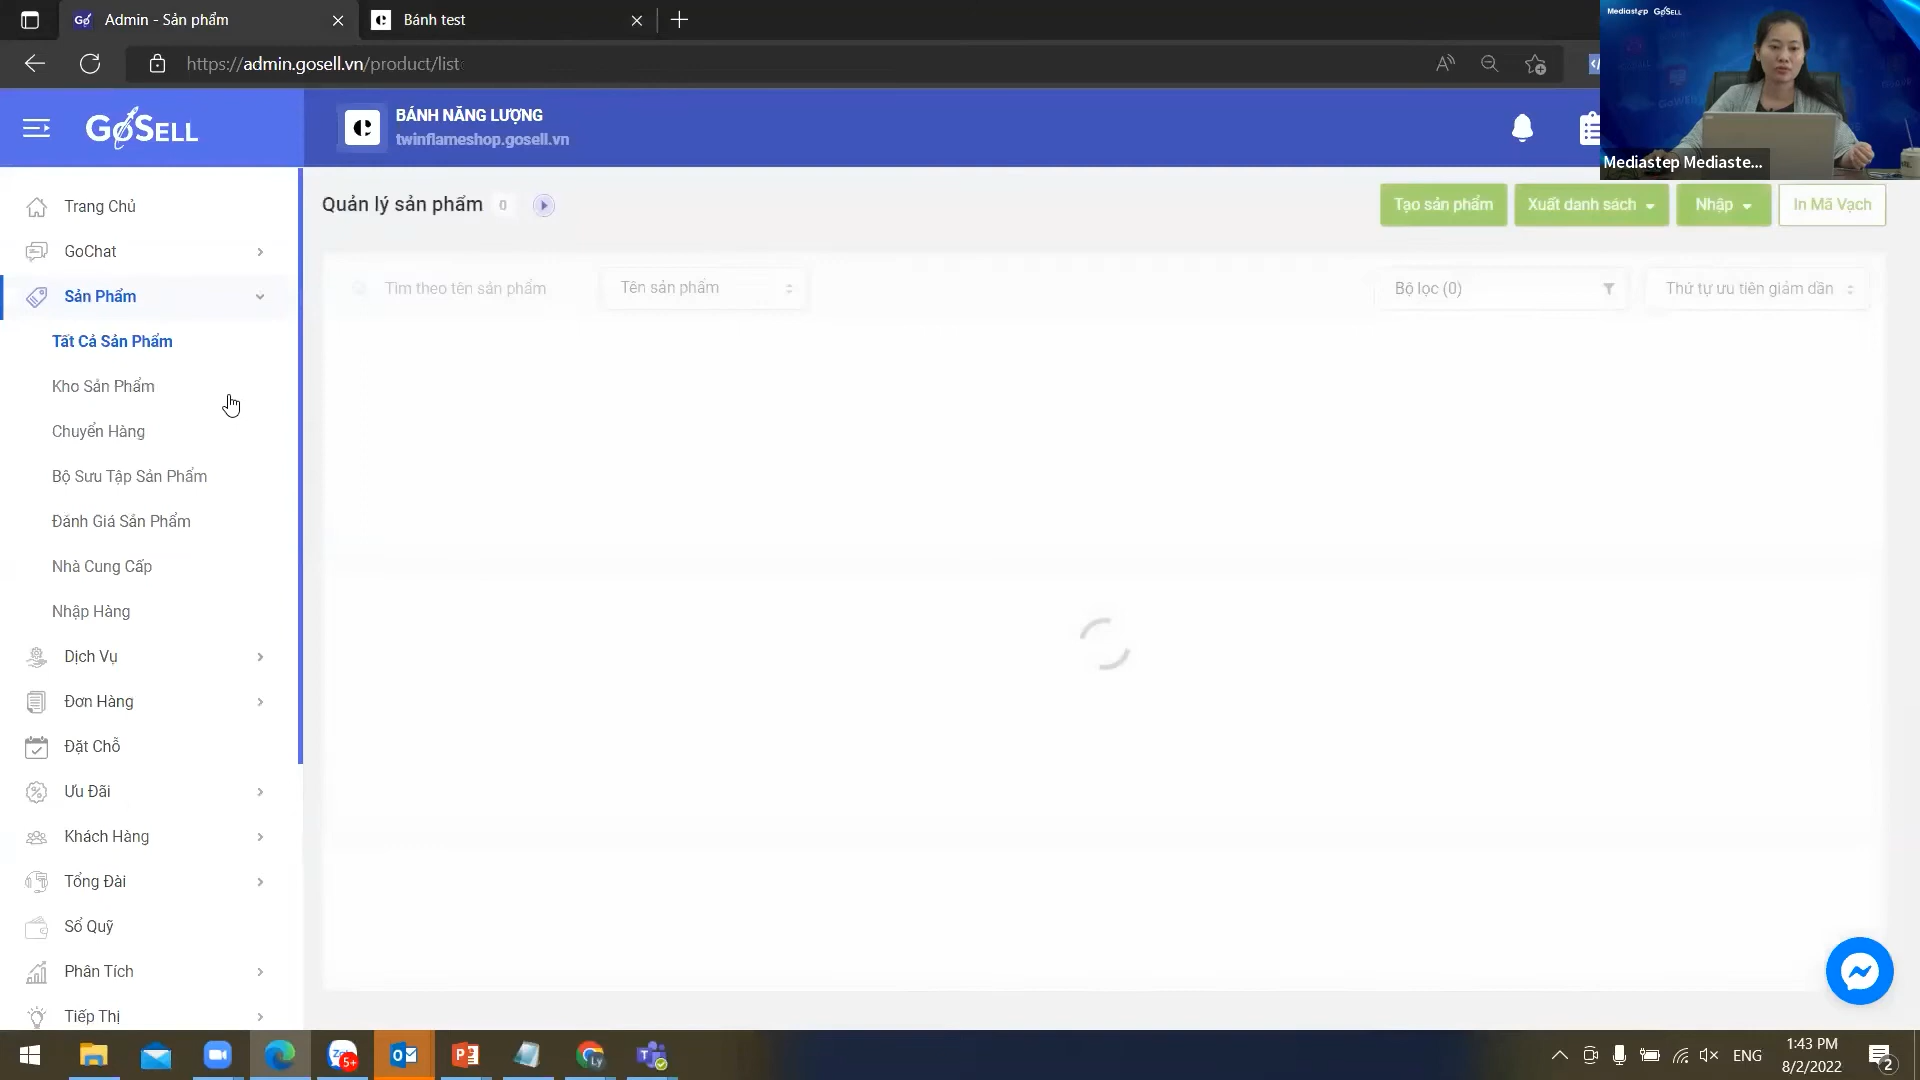 Admin - Sản phẩm
Bánh test
https://admin.gosell.vn/product/list
Mediastep GoSELL
Mediastep Mediaste...
GoSELL
BÁNH NĂNG LƯỢNG
twinflameshop.gosell.vn
Trang Chủ
GoChat
Sản Phẩm
Tất Cả Sản Phẩm
Kho Sản Phẩm
Chuyển Hàng
Bộ Sưu Tập Sản Phẩm
Đánh Giá Sản Phẩm
Nhà Cung Cấp
Nhập Hàng
Dịch Vụ
Đơn Hàng
Đặt Chỗ
Ưu Đãi
Khách Hàng
Tổng Đài
Sổ Quỹ
Phân Tích
Tiếp Thị
Quản lý sản phẩm 0
Tạo sản phẩm
Xuất danh sách
Nhập
In Mã Vạch
Tìm theo tên sản phẩm
Tên sản phẩm
Bộ lọc (0)
Thứ tự ưu tiên giảm dần
5+
ENG
1:43 PM
8/2/2022
2